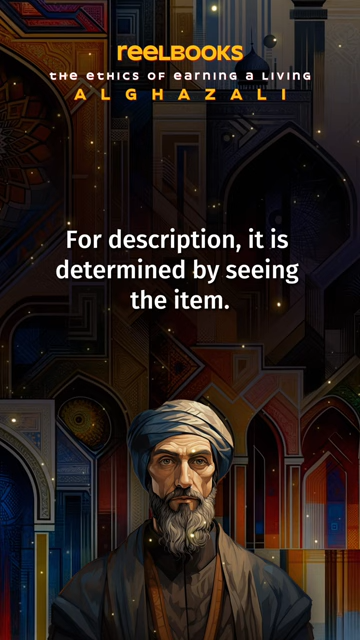 reelBOOKS
the ethics of earning a living
ALGHAZALI
For description, it is
determined by seeing
the item.